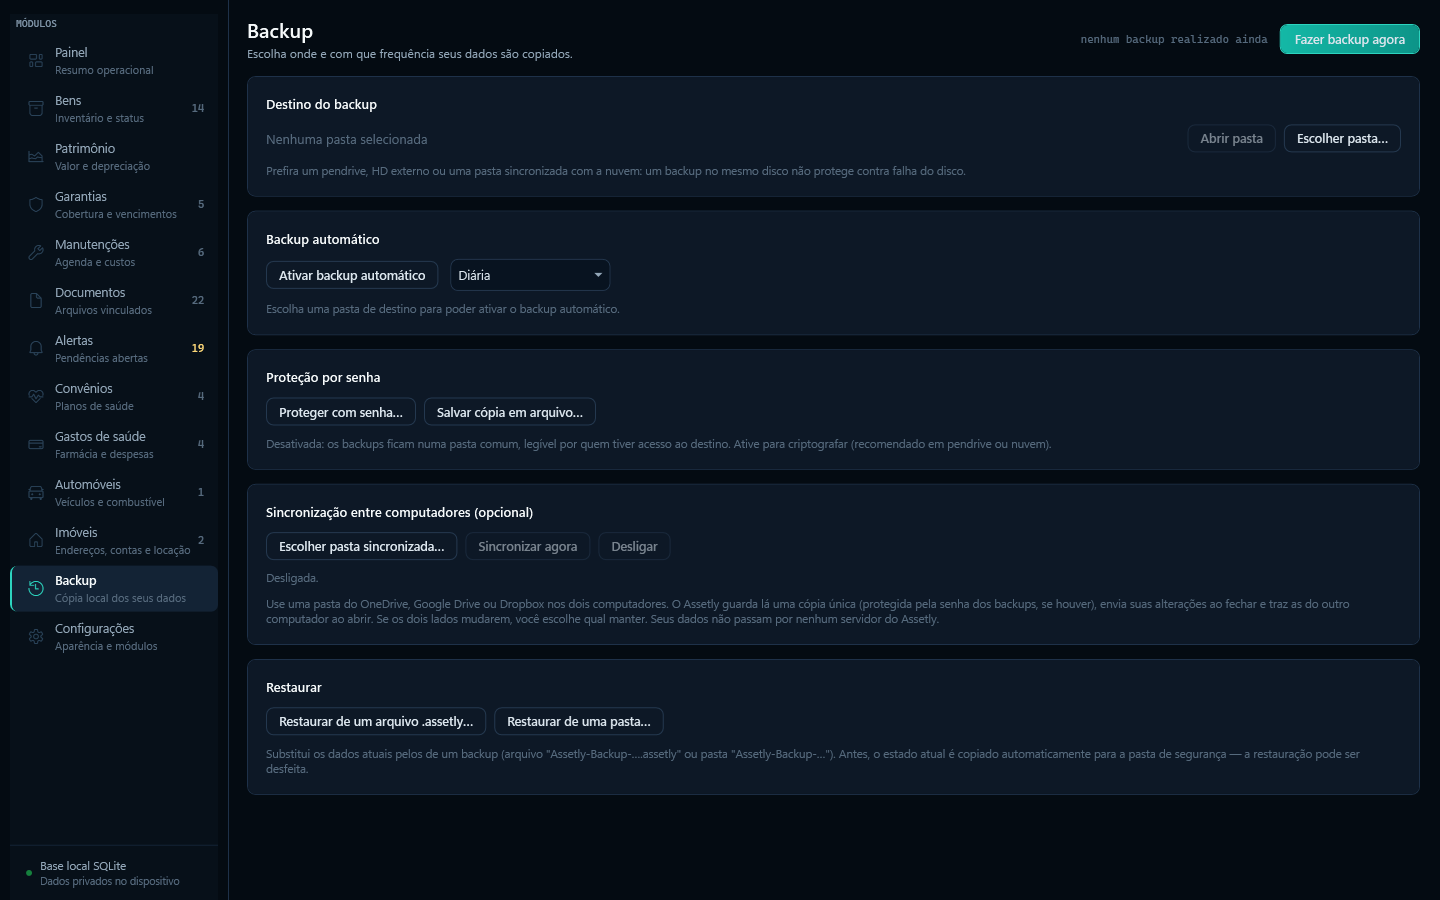 MÓDULOS
Painel
Resumo operacional
Bens
Inventário e status
14
Patrimônio
Valor e depreciação
Garantias
Cobertura e vencimentos
5
Manutenções
Agenda e custos
6
Documentos
Arquivos vinculados
22
Alertas
Pendências abertas
19
Convênios
Planos de saúde
4
Gastos de saúde
Farmácia e despesas
4
Automóveis
Veículos e combustível
1
Imóveis
Endereços, contas e locação
2
Backup
Cópia local dos seus dados
Configurações
Aparência e módulos
Base local SQLite
Dados privados no dispositivo
Backup
Escolha onde e com que frequência seus dados são copiados.
nenhum backup realizado ainda
Fazer backup agora
Destino do backup
Nenhuma pasta selecionada
Abrir pasta
Escolher pasta...
Prefira um pendrive, HD externo ou uma pasta sincronizada com a nuvem: um backup no mesmo disco não protege contra falha do disco.
Backup automático
Ativar backup automático
Diária
Escolha uma pasta de destino para poder ativar o backup automático.
Proteção por senha
Proteger com senha...
Salvar cópia em arquivo...
Desativada: os backups ficam numa pasta comum, legível por quem tiver acesso ao destino. Ative para criptografar (recomendado em pendrive ou nuvem).
Sincronização entre computadores (opcional)
Escolher pasta sincronizada...
Sincronizar agora
Desligar
Desligada.
Use uma pasta do OneDrive, Google Drive ou Dropbox nos dois computadores. O Assetly guarda lá uma cópia única (protegida pela senha dos backups, se houver), envia suas alterações ao fechar e traz as do outro
computador ao abrir. Se os dois lados mudarem, você escolhe qual manter. Seus dados não passam por nenhum servidor do Assetly.
Restaurar
Restaurar de um arquivo .assetly...
Restaurar de uma pasta...
Substitui os dados atuais pelos de um backup (arquivo "Assetly-Backup-....assetly" ou pasta "Assetly-Backup-..."). Antes, o estado atual é copiado automaticamente para a pasta de segurança — a restauração pode ser
desfeita.